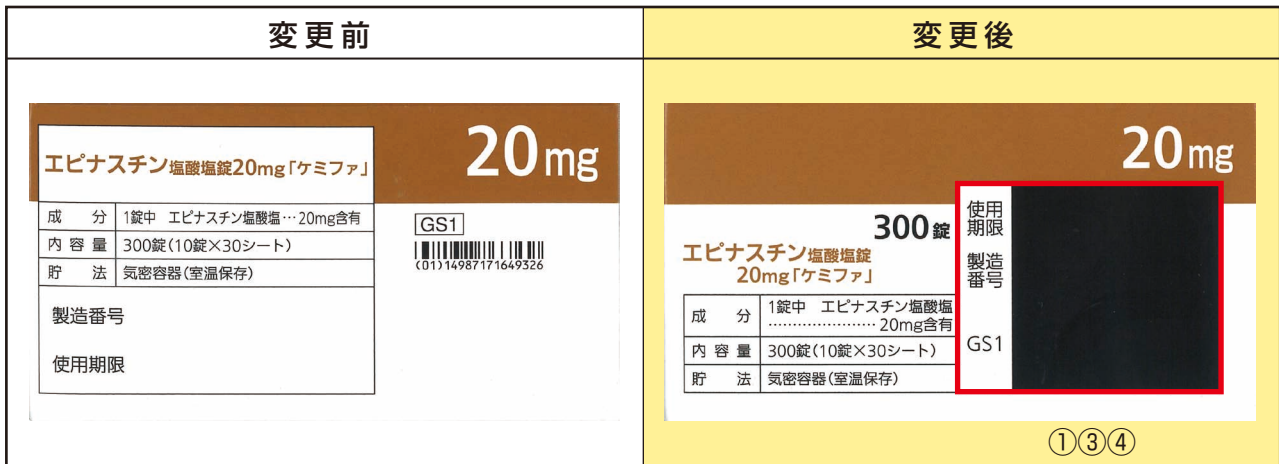 変更前
変更後
20mg
エピナスチン塩酸塩錠20mg「ケミファ」
成 分 1錠中 エピナスチン塩酸塩…20mg含有
内容量 300錠(10錠×30シート)
貯 法 気密容器(室温保存)
製造番号
使用期限
GS1
(01)14987171649326
20mg
300錠
エピナスチン塩酸塩錠
20mg「ケミファ」
成 分 1錠中 エピナスチン塩酸塩
…………………20mg含有
内容量 300錠(10錠×30シート)
貯 法 気密容器(室温保存)
使用
期限
製造
番号
GS1
①③④